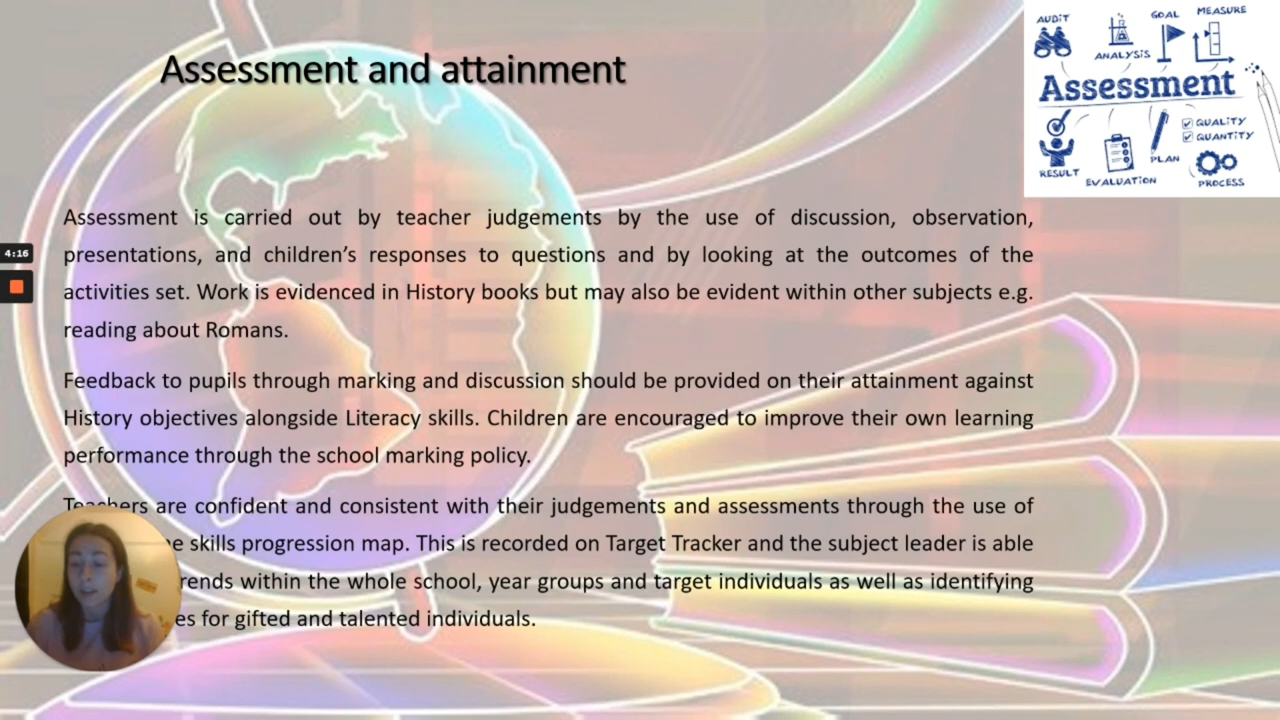 Assessment and attainment
AUDIT
ANALYSIS
GOAL
MEASURE
Assessment
RESULT
EVALUATION
PLAN
QUALITY
QUANTITY
PROCESS
Assessment is carried out by teacher judgements by the use of discussion, observation,
presentations, and children’s responses to questions and by looking at the outcomes of the
activities set. Work is evidenced in History books but may also be evident within other subjects e.g.
reading about Romans.
4:16
Feedback to pupils through marking and discussion should be provided on their attainment against
History objectives alongside Literacy skills. Children are encouraged to improve their own learning
performance through the school marking policy.
Teachers are confident and consistent with their judgements and assessments through the use of
skills progression map. This is recorded on Target Tracker and the subject leader is able
within the whole school, year groups and target individuals as well as identifying
for gifted and talented individuals.